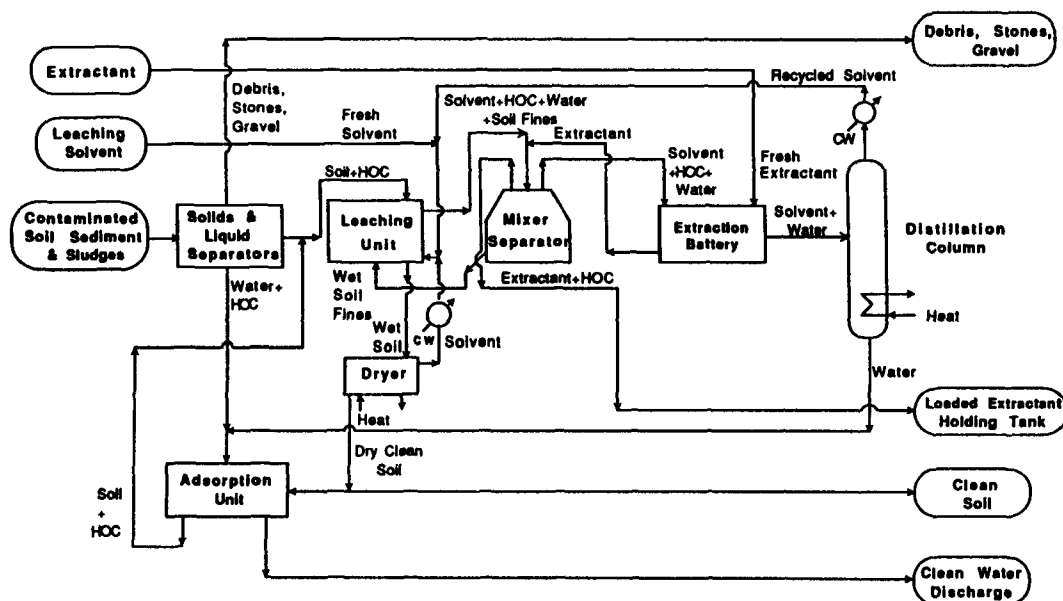 Debris, Stones,
Gravel
Extractant
Debris,
Stones,
Gravel
Recycled Solvent
Solvent+HOC+Water
+Soil Fines
Fresh
Solvent
Extractant
CW
Leaching
Solvent
Solvent
+HOC+
Water
Fresh
Extractant
Soil+HOC
Contaminated
Soil Sediment
& Sludges
Solids &
Liquid
Separators
Leaching
Unit
Mixer
Separator
Extraction
Battery
Solvent+
Water
Distillation
Column
Water+
HOC
Wet
Soil
Fines
Extractant+HOC
Heat
Wet
Soil
CW
Solvent
Dryer
Water
Heat
Loaded Extractant
Holding Tank
Dry Clean
Soil
Adsorption
Unit
Soil
+
HOC
Clean
Soil
Clean Water
Discharge